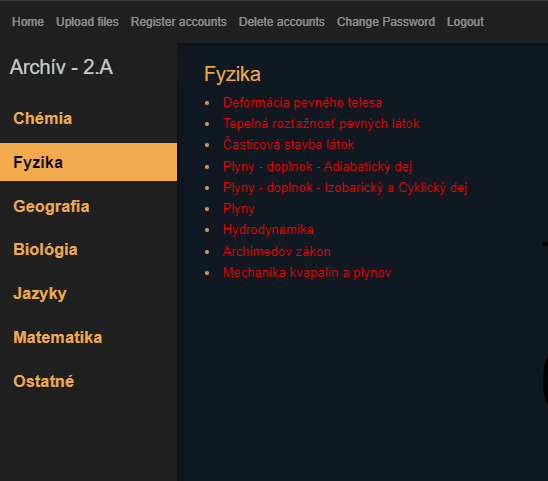 Home Upload files Register accounts Delete accounts Change Password Logout
Archív - 2.A
Chémia
Fyzika
Geografia
Biológia
Jazyky
Matematika
Ostatné
Fyzika
Deformácia pevného telesa
Tepelná rozťažnosť pevných látok
Časticová stavba látok
Plyny - doplnok - Adiabatický dej
Plyny - doplnok - Izobarický a Cyklický dej
Plyny
Hydrodynamika
Archimedov zákon
Mechanika kvapalín a plynov